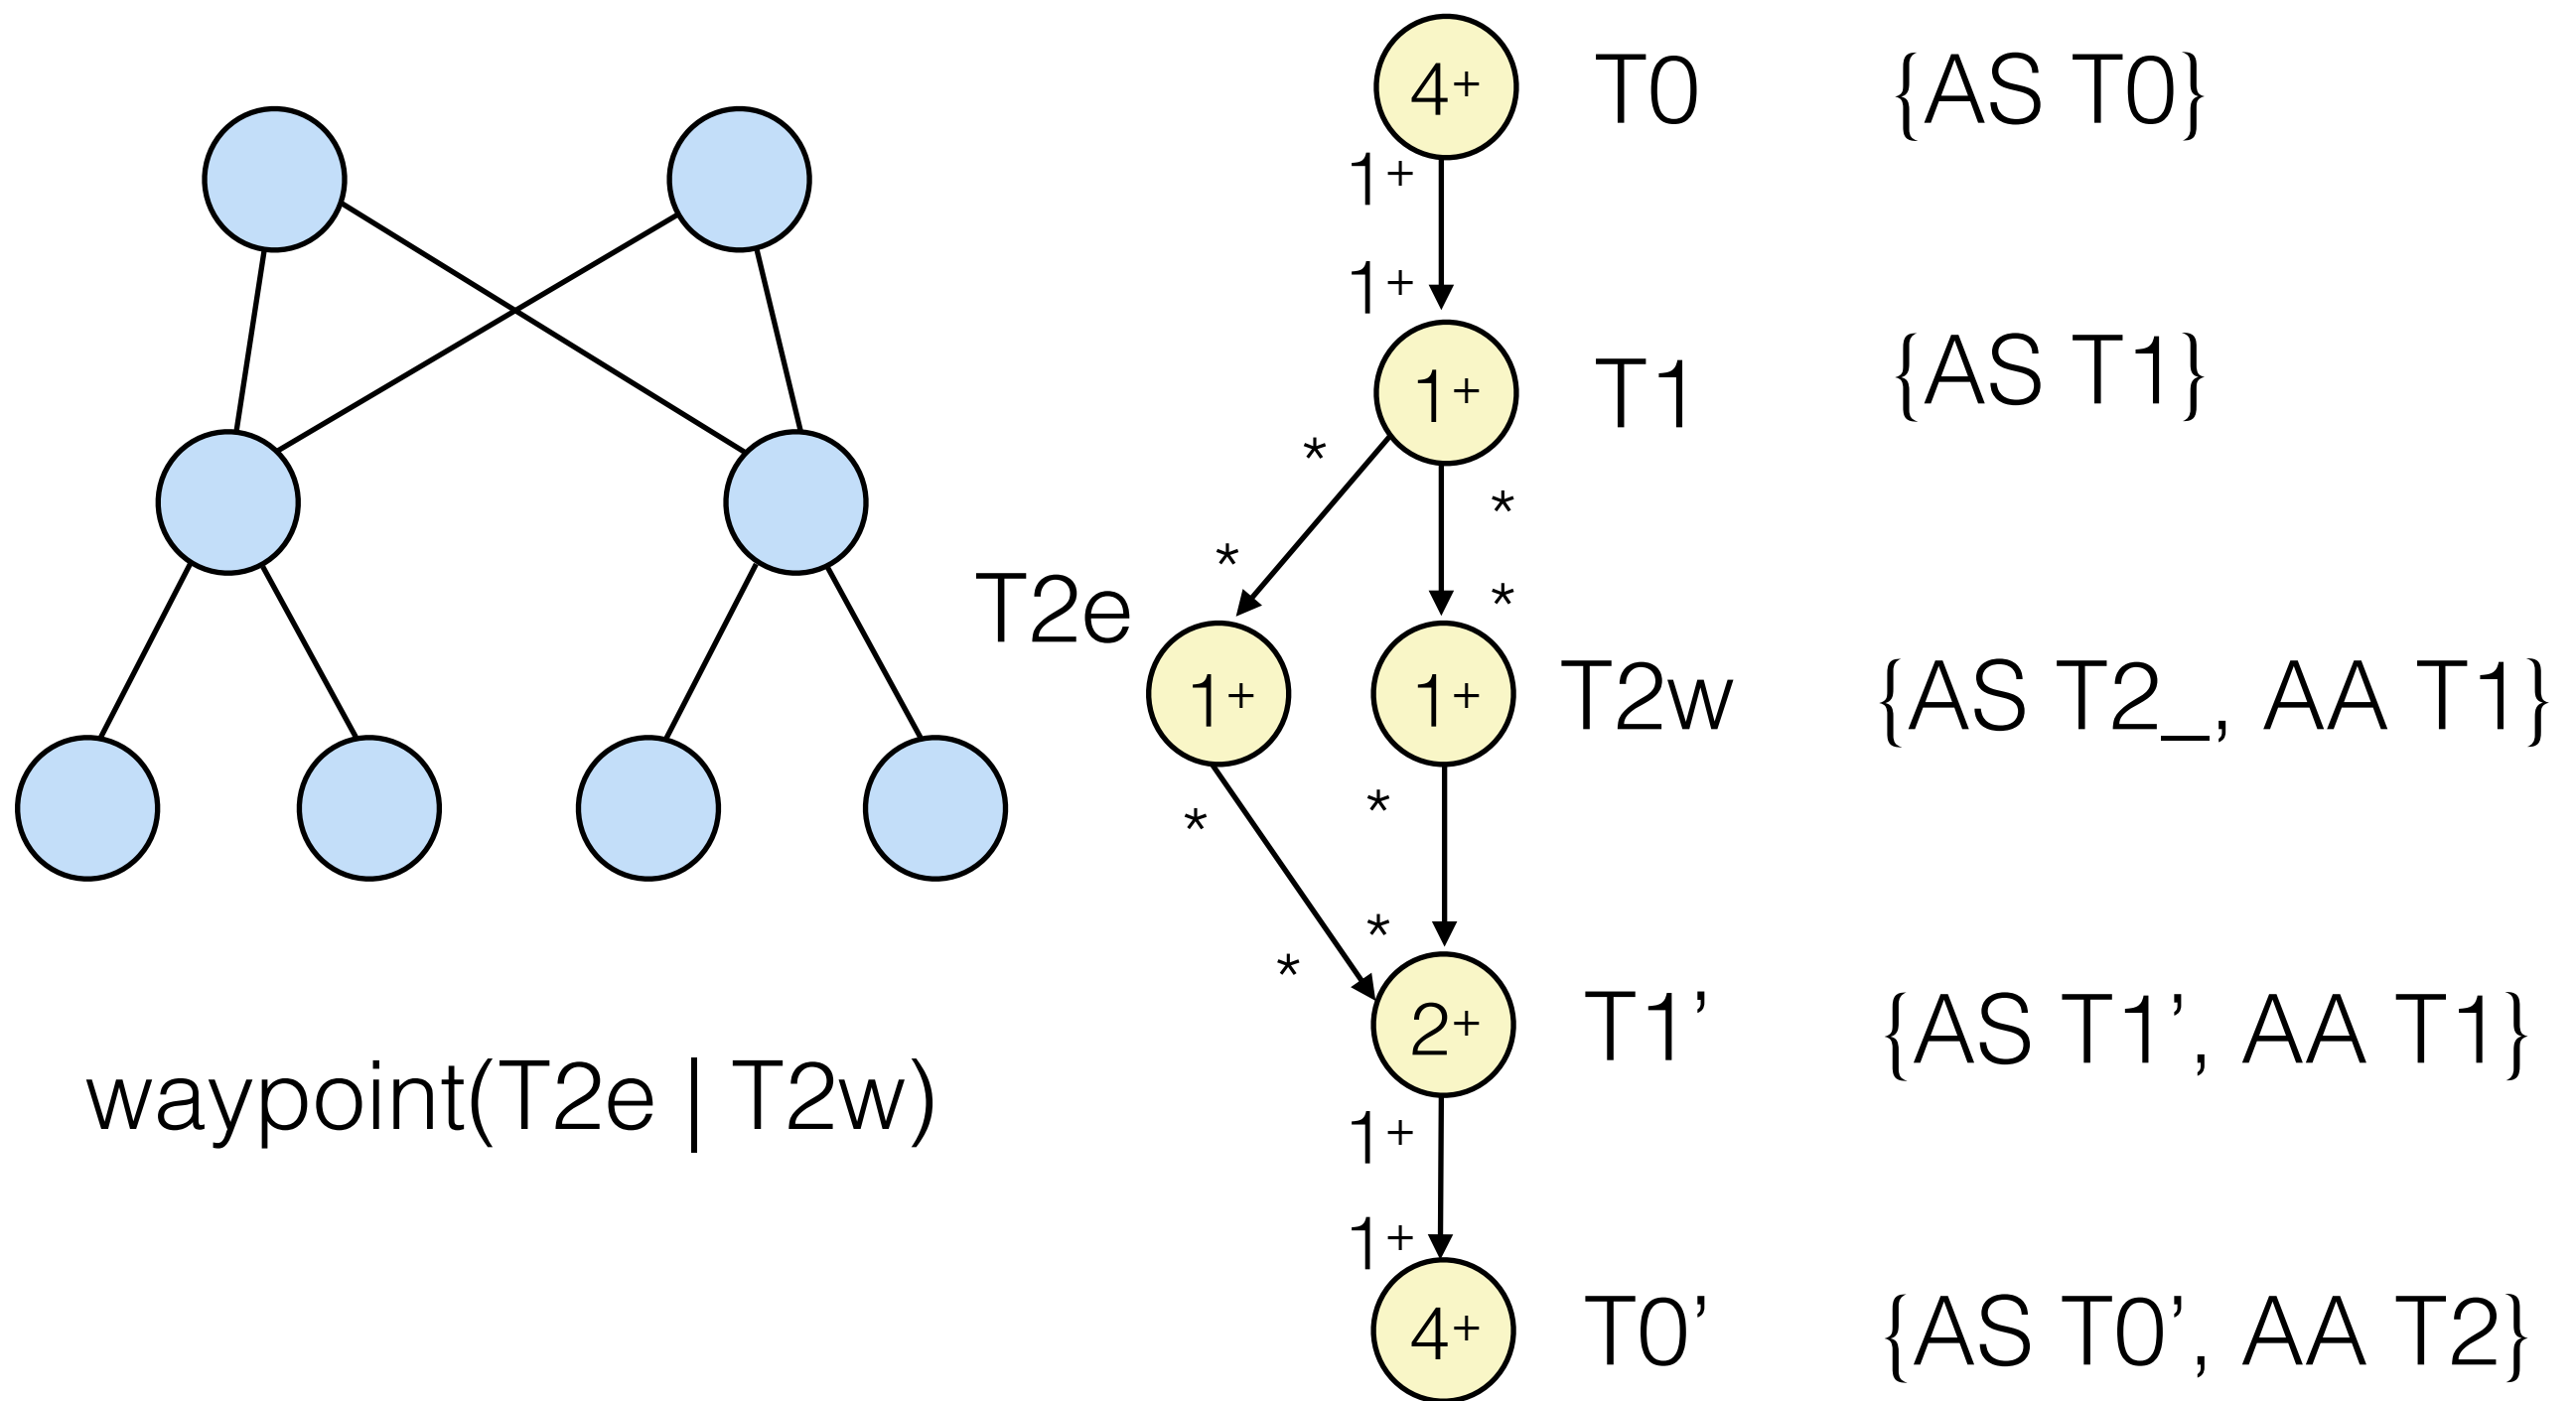 4+ T0 {AS T0}
1+
1+
1+ T1 {AS T1}
* *
* *
T2e
1+ 1+ T2w {AS T2_, AA T1}
* *
* *
2+ T1’ {AS T1’, AA T1}
waypoint(T2e | T2w)
1+
1+
4+ T0’ {AS T0’, AA T2}